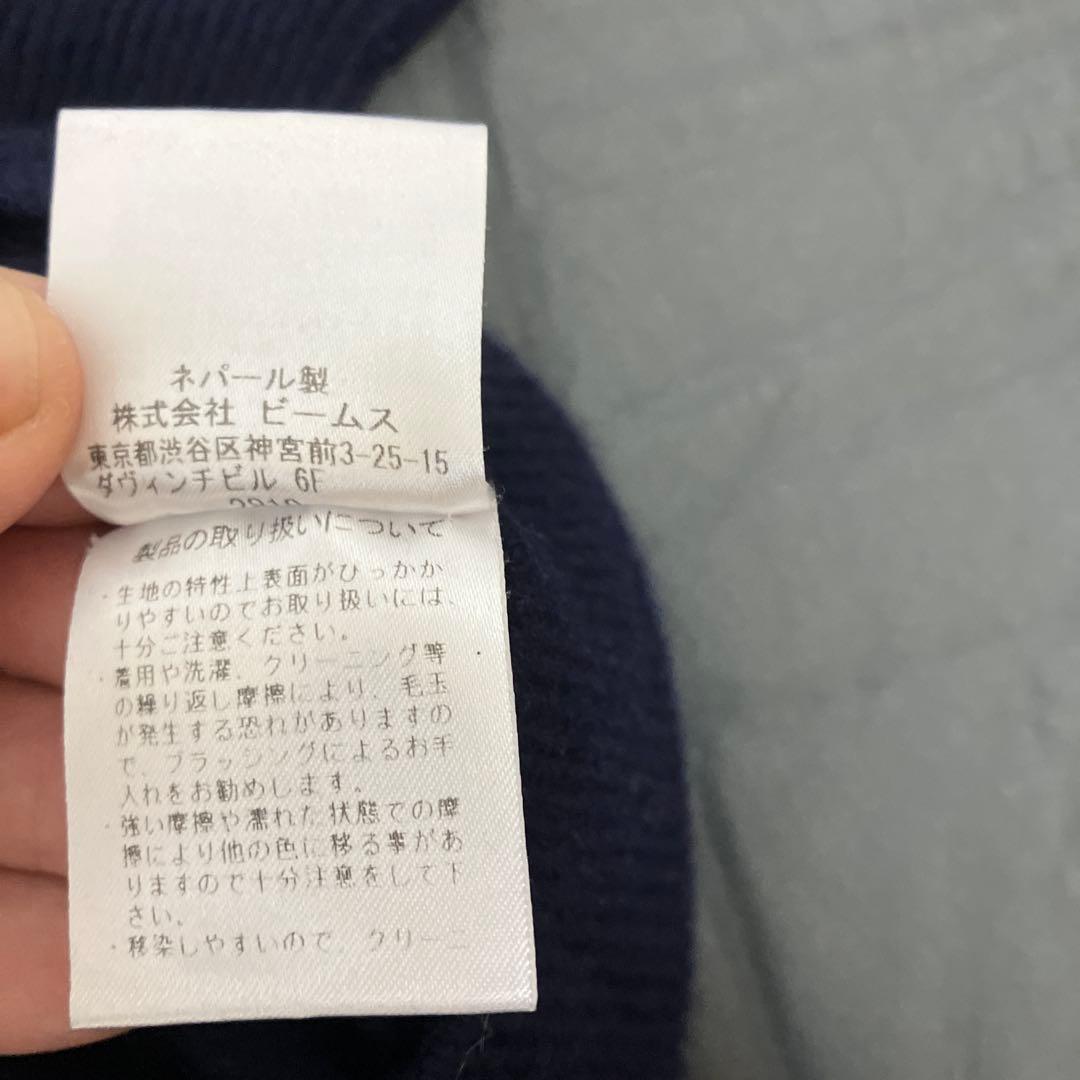 ネパール製
株式会社 ビームス
東京都渋谷区神宮前3-25-15
ダヴィンチビル 6F
製品の取り扱いについて
・生地の特性上表面がひっかか
りやすいのでお取り扱いには、
十分ご注意ください。
・着用や洗濯、クリーニング等
の繰り返し摩擦により、毛玉
が発生する恐れがありますの
で、ブラッシングによるお手
入れをお勧めします。
・強い摩擦や濡れた状態での摩
擦により他の色に移る事があ
りますので十分注意をして下
さい。
・移染しやすいので、クリーニ